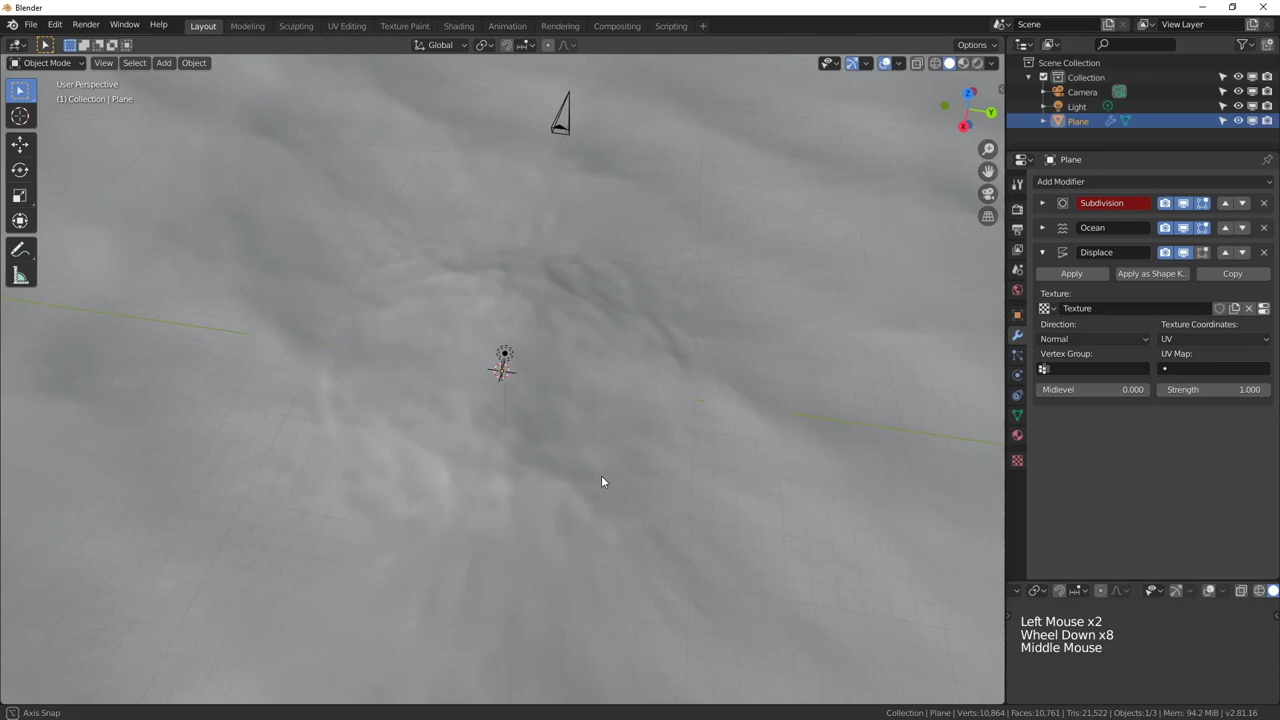 Blender
File Edit Render Window Help
Layout Modeling Sculpting UV Editing Texture Paint Shading Animation Rendering Compositing Scripting +
Scene
View Layer
Global
Options
Object Mode View Select Add Object
User Perspective
(1) Collection | Plane
Z
Y
X
Scene Collection
Collection
Camera
Light
Plane
Plane
Add Modifier
Subdivision
Ocean
Displace
Apply Apply as Shape K.. Copy
Texture:
Texture
Direction: Texture Coordinates:
Normal UV
Vertex Group: UV Map:
Midlevel 0.000 Strength 1.000
Left Mouse x2
Wheel Down x8
Middle Mouse
Axis Snap
Collection | Plane | Verts:10,864 | Faces:10,761 | Tris:21,522 | Objects:1/3 | Mem: 94.2 MiB | v2.81.16